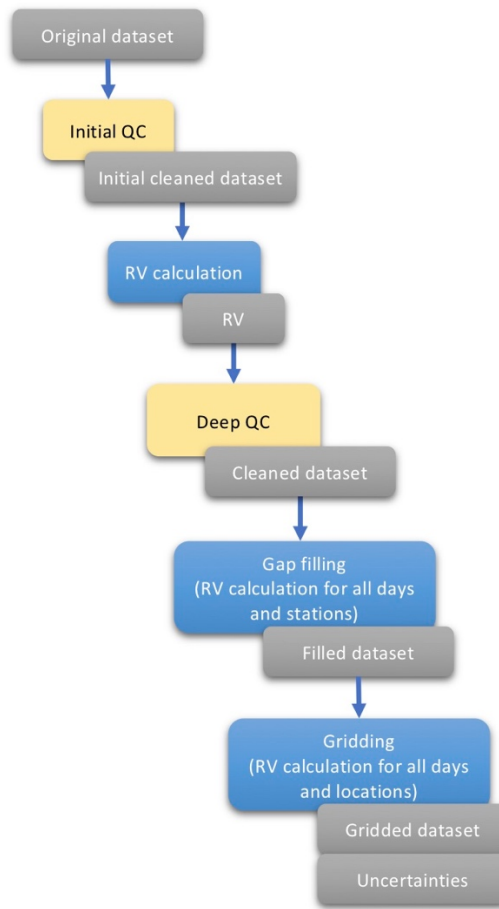 Original dataset
Initial QC
Initial cleaned dataset
RV calculation
RV
Deep QC
Cleaned dataset
Gap filling
(RV calculation for all days
and stations)
Filled dataset
Gridding
(RV calculation for all days
and locations)
Gridded dataset
Uncertainties